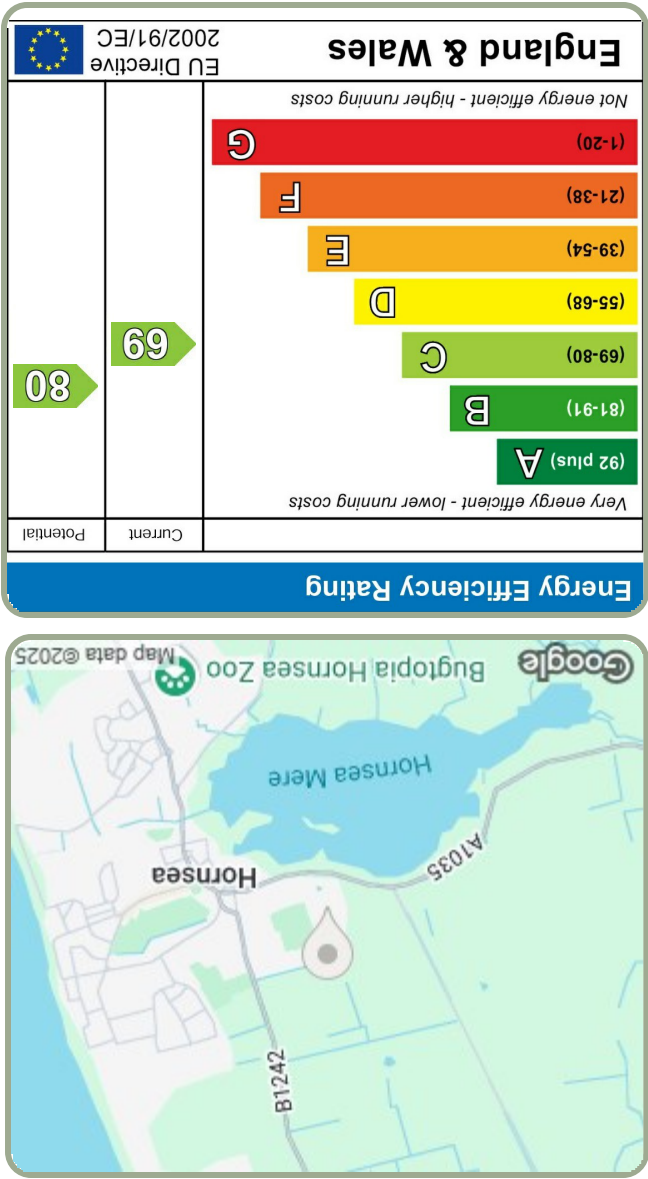 B1242
A1035
Hornsea
Hornsea Mere
Google
Bugtopia Hornsea Zoo
Map data ©2025
Energy Efficiency Rating
Current
Potential
Very energy efficient - lower running costs
(92 plus) A
(81-91) B
(69-80) C
(55-68) D
(39-54) E
(21-38) F
(1-20) G
69
80
Not energy efficient - higher running costs
England & Wales
EU Directive
2002/91/EC